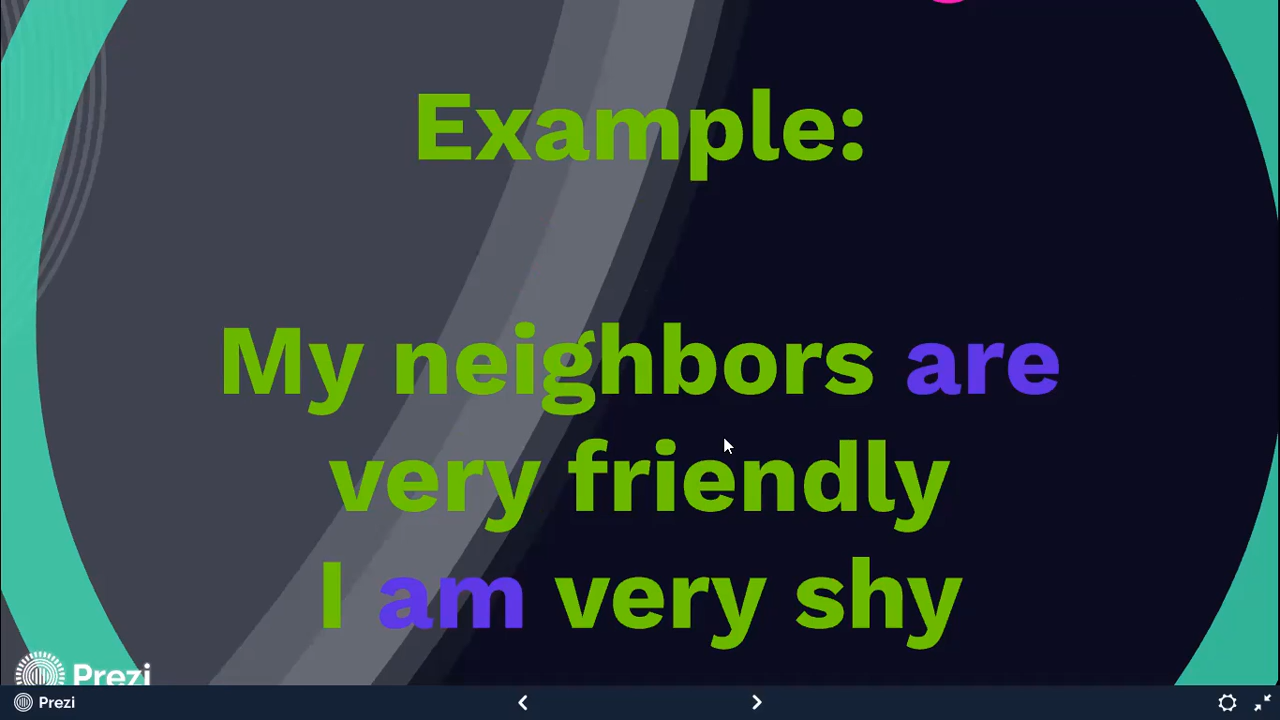 Example:
My neighbors are
very friendly
I am very shy
Prezi
Prezi